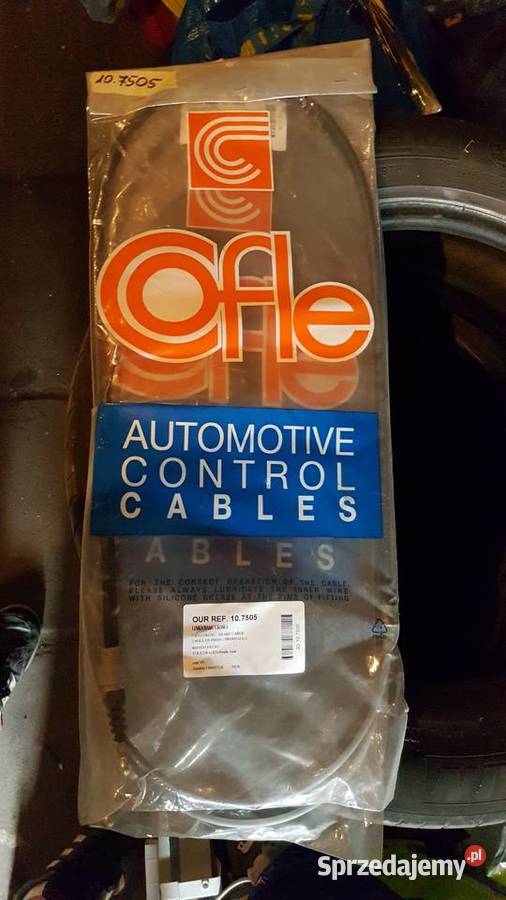 10.7505
Cofle
AUTOMOTIVE
CONTROL
CABLES
ABLES
FOR THE CORRECT OPERATION OF THE CABLE,
PLEASE ALWAYS LUBRICATE THE INNER WIRE
WITH SILICONE GREASE AT THE TIME OF FITTING
OUR REF. 10.7505
Sprzedajemy.pl